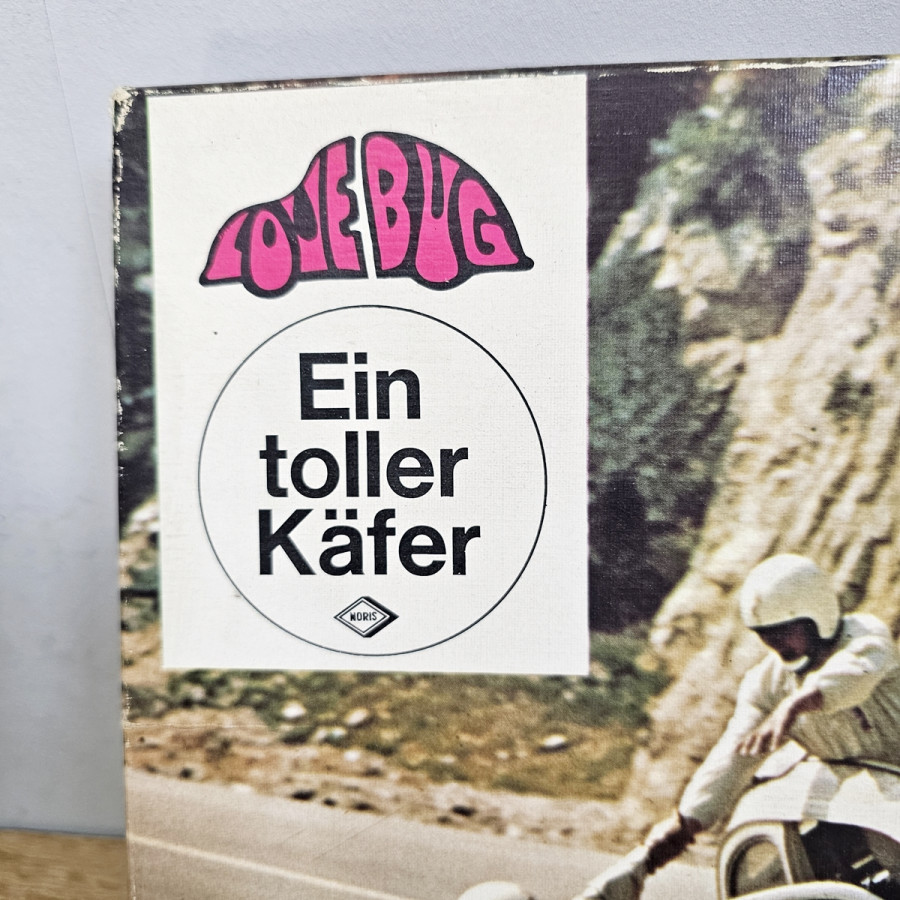 LOVE BUG
Ein
toller
Käfer
NORIS